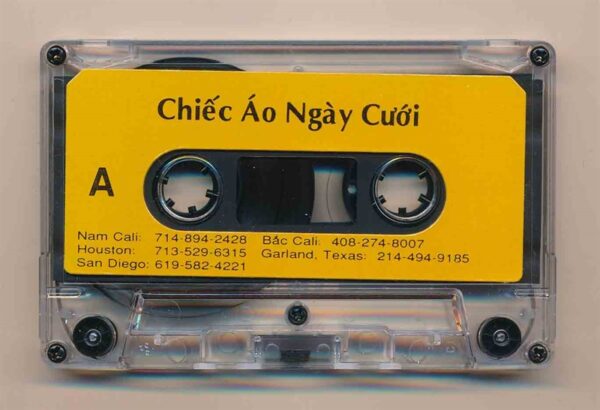 Chiếc Áo Ngày Cưới
A
Nam Cali: 714-894-2428 Bắc Cali: 408-274-8007
Houston: 713-529-6315 Garland, Texas: 214-494-9185
San Diego: 619-582-4221